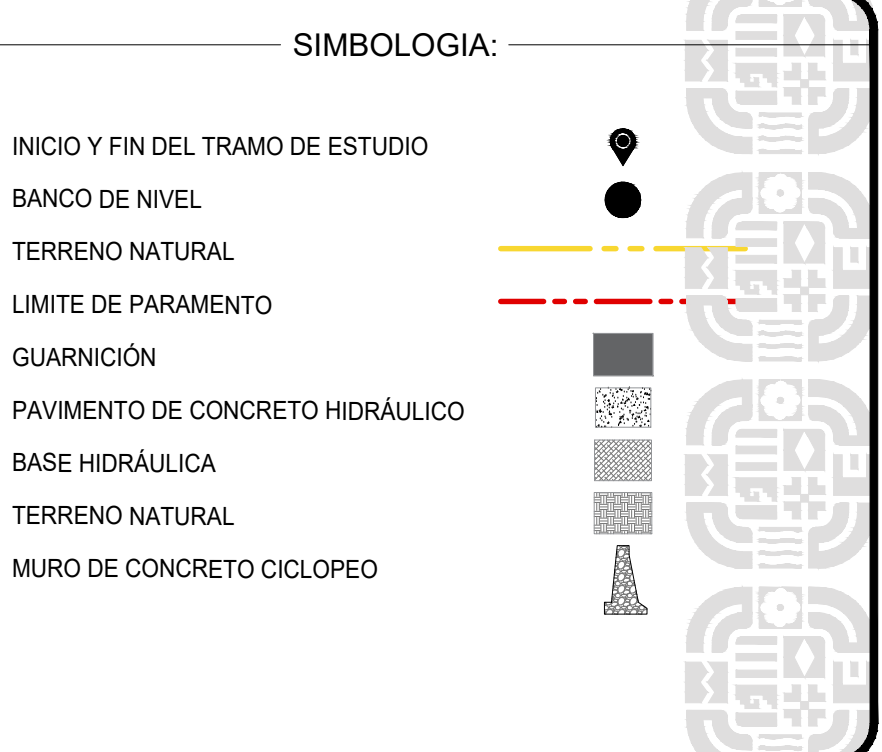 SIMBOLOGIA:
INICIO Y FIN DEL TRAMO DE ESTUDIO
BANCO DE NIVEL
TERRENO NATURAL
LIMITE DE PARAMENTO
GUARNICIÓN
PAVIMENTO DE CONCRETO HIDRÁULICO
BASE HIDRÁULICA
TERRENO NATURAL
MURO DE CONCRETO CICLOPEO